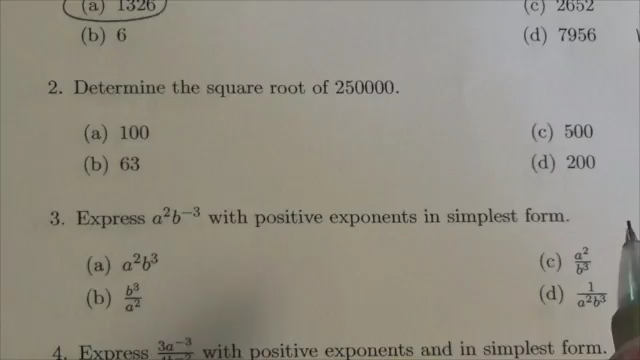 (a) 1326 (c) 2652
(b) 6 (d) 7956
2. Determine the square root of 250000.
(a) 100 (c) 500
(b) 63 (d) 200
3. Express a²b⁻³ with positive exponents in simplest form.
(a) a²b³ (c) a²/b³
(b) b³/a² (d) 1/a²b³
4. Express 3a⁻³ with positive exponents and in simplest form.